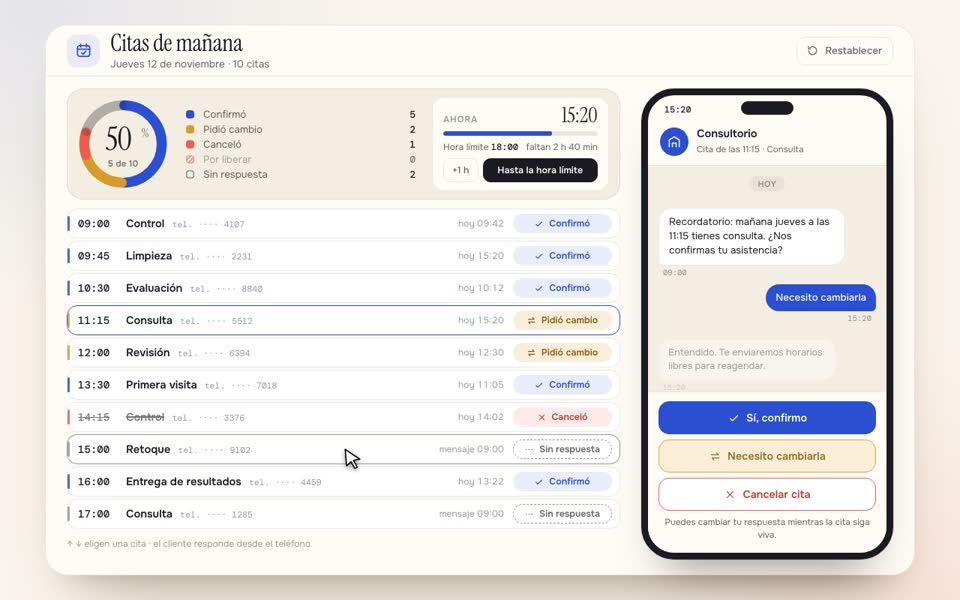 Citas de mañana
Jueves 12 de noviembre · 10 citas
Restablecer
50 %
5 de 10
Confirmó 5
Pidió cambio 2
Canceló 1
Por liberar 0
Sin respuesta 2
AHORA 15:20
Hora límite 18:00 faltan 2 h 40 min
+1 h
Hasta la hora límite
09:00 Control tel. ···· 4107 hoy 09:42 Confirmó
09:45 Limpieza tel. ···· 2231 hoy 15:20 Confirmó
10:30 Evaluación tel. ···· 8840 hoy 10:12 Confirmó
11:15 Consulta tel. ···· 5512 hoy 15:20 Pidió cambio
12:00 Revisión tel. ···· 6394 hoy 12:30 Pidió cambio
13:30 Primera visita tel. ···· 7018 hoy 11:05 Confirmó
14:15 Control tel. ···· 3376 hoy 14:02 Canceló
15:00 Retoque tel. ···· 9102 mensaje 09:00 Sin respuesta
16:00 Entrega de resultados tel. ···· 4459 hoy 13:22 Confirmó
17:00 Consulta tel. ···· 1285 mensaje 09:00 Sin respuesta
↑ ↓ eligen una cita · el cliente responde desde el teléfono
15:20
Consultorio
Cita de las 11:15 · Consulta
HOY
Recordatorio: mañana jueves a las
11:15 tienes consulta. ¿Nos
confirmas tu asistencia?
09:00
Necesito cambiarla
15:20
Entendido. Te enviaremos horarios
libres para reagendar.
15:20
Sí, confirmo
Necesito cambiarla
Cancelar cita
Puedes cambiar tu respuesta mientras la cita siga
viva.